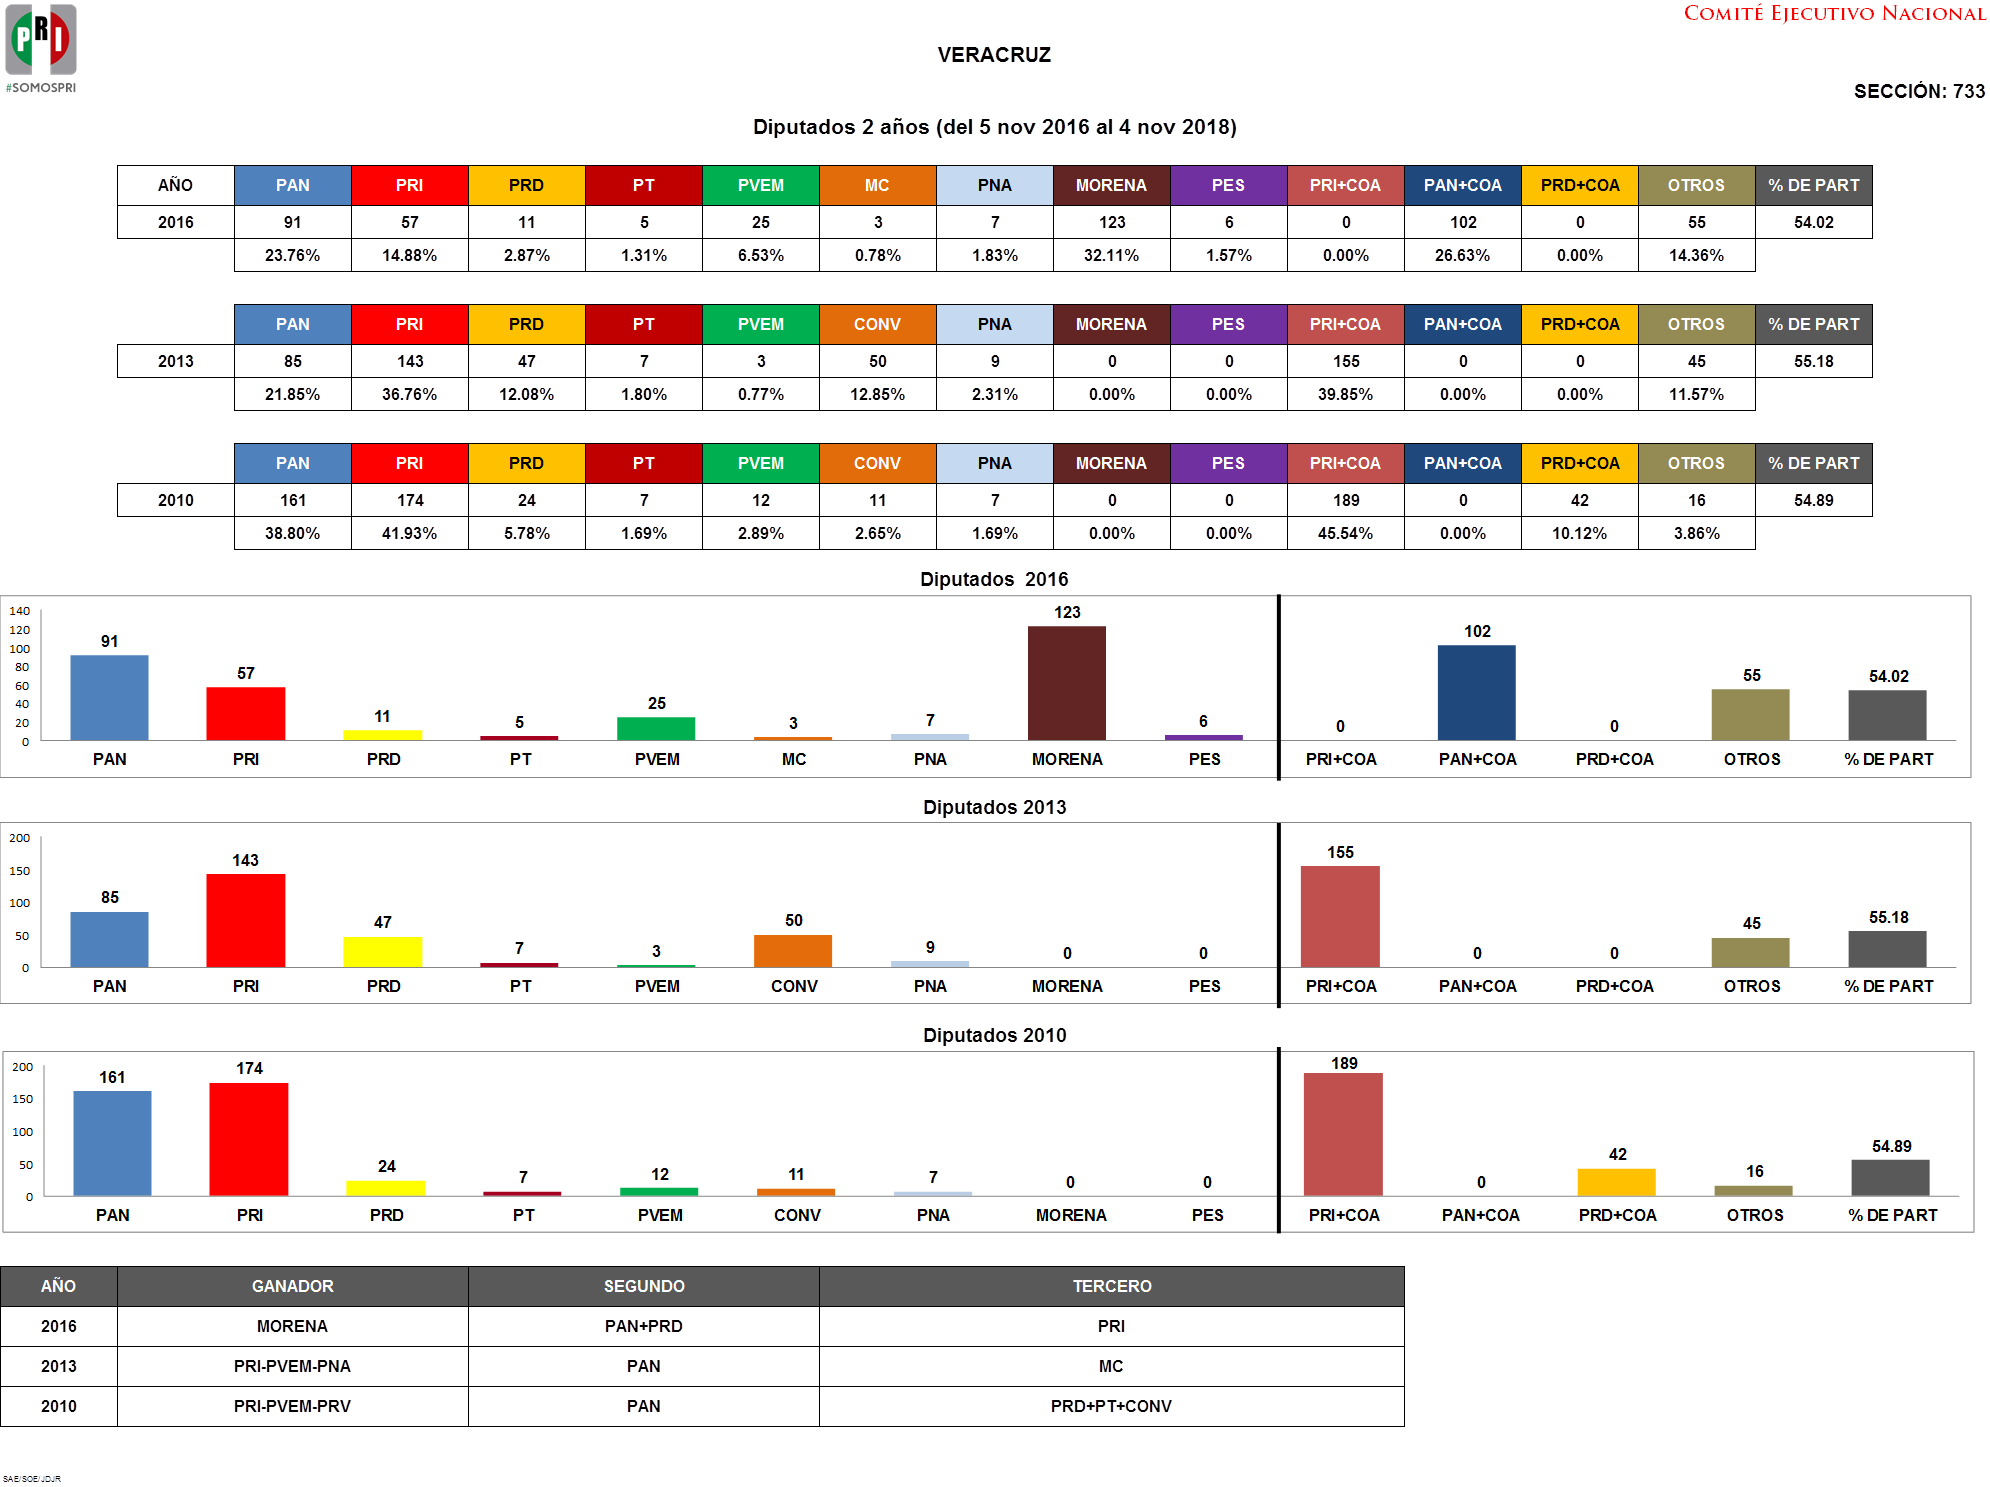 PRI
#SOMOSPRI
COMITÉ EJECUTIVO NACIONAL
VERACRUZ
SECCIÓN: 733
Diputados 2 años (del 5 nov 2016 al 4 nov 2018)
AÑO PAN PRI PRD PT PVEM MC PNA MORENA PES PRI+COA PAN+COA PRD+COA OTROS % DE PART
2016 91 57 11 5 25 3 7 123 6 0 102 0 55 54.02
23.76% 14.88% 2.87% 1.31% 6.53% 0.78% 1.83% 32.11% 1.57% 0.00% 26.63% 0.00% 14.36%
PAN PRI PRD PT PVEM CONV PNA MORENA PES PRI+COA PAN+COA PRD+COA OTROS % DE PART
2013 85 143 47 7 3 50 9 0 0 155 0 0 45 55.18
21.85% 36.76% 12.08% 1.80% 0.77% 12.85% 2.31% 0.00% 0.00% 39.85% 0.00% 0.00% 11.57%
PAN PRI PRD PT PVEM CONV PNA MORENA PES PRI+COA PAN+COA PRD+COA OTROS % DE PART
2010 161 174 24 7 12 11 7 0 0 189 0 42 16 54.89
38.80% 41.93% 5.78% 1.69% 2.89% 2.65% 1.69% 0.00% 0.00% 45.54% 0.00% 10.12% 3.86%
Diputados 2016
140
120
100
80
60
40
20
0
91 57 11 5 25 3 7 123 6 0 102 0 55 54.02
PAN PRI PRD PT PVEM MC PNA MORENA PES PRI+COA PAN+COA PRD+COA OTROS % DE PART
Diputados 2013
200
150
100
50
0
85 143 47 7 3 50 9 0 0 155 0 0 45 55.18
PAN PRI PRD PT PVEM CONV PNA MORENA PES PRI+COA PAN+COA PRD+COA OTROS % DE PART
Diputados 2010
200
150
100
50
0
161 174 24 7 12 11 7 0 0 189 0 42 16 54.89
PAN PRI PRD PT PVEM CONV PNA MORENA PES PRI+COA PAN+COA PRD+COA OTROS % DE PART
AÑO GANADOR SEGUNDO TERCERO
2016 MORENA PAN+PRD PRI
2013 PRI-PVEM-PNA PAN MC
2010 PRI-PVEM-PRV PAN PRD+PT+CONV
SAE/SOE/JDJR